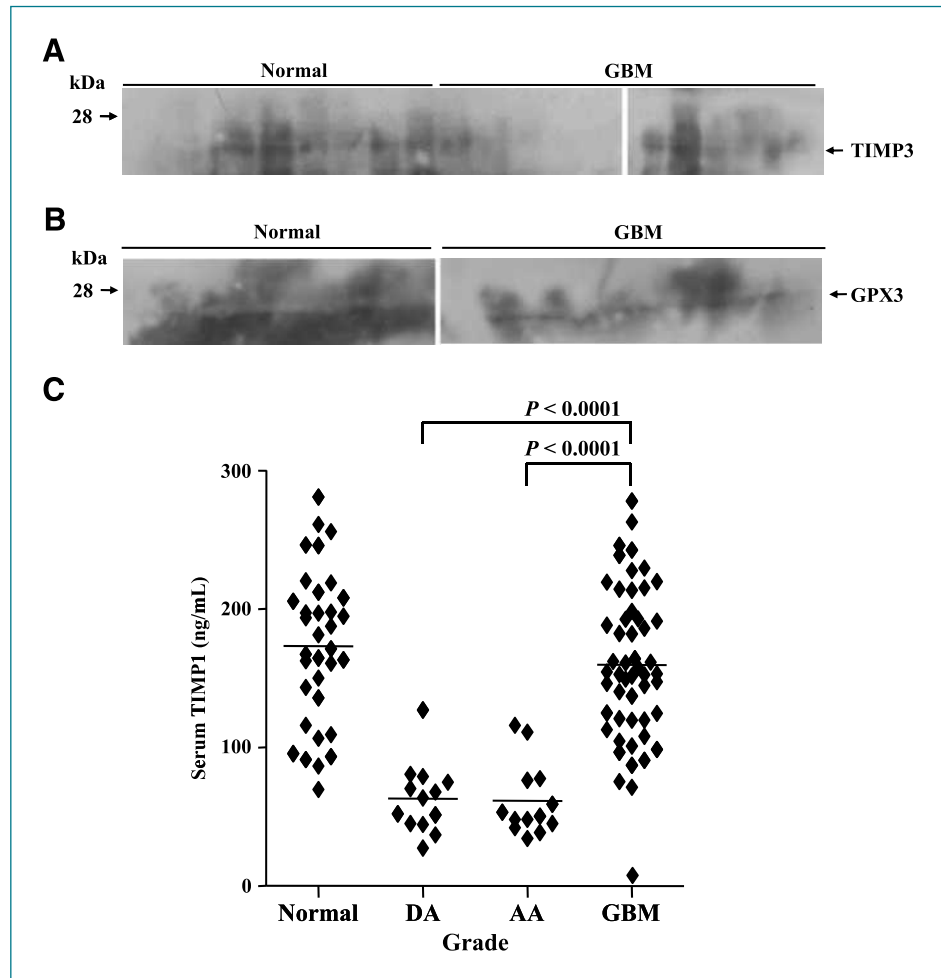 A
Normal GBM
kDa
28 → ← TIMP3
B
Normal GBM
kDa
28 → ← GPX3
C
P < 0.0001
P < 0.0001
300
200
100
0
Serum TIMP1 (ng/mL)
Normal DA AA GBM
Grade